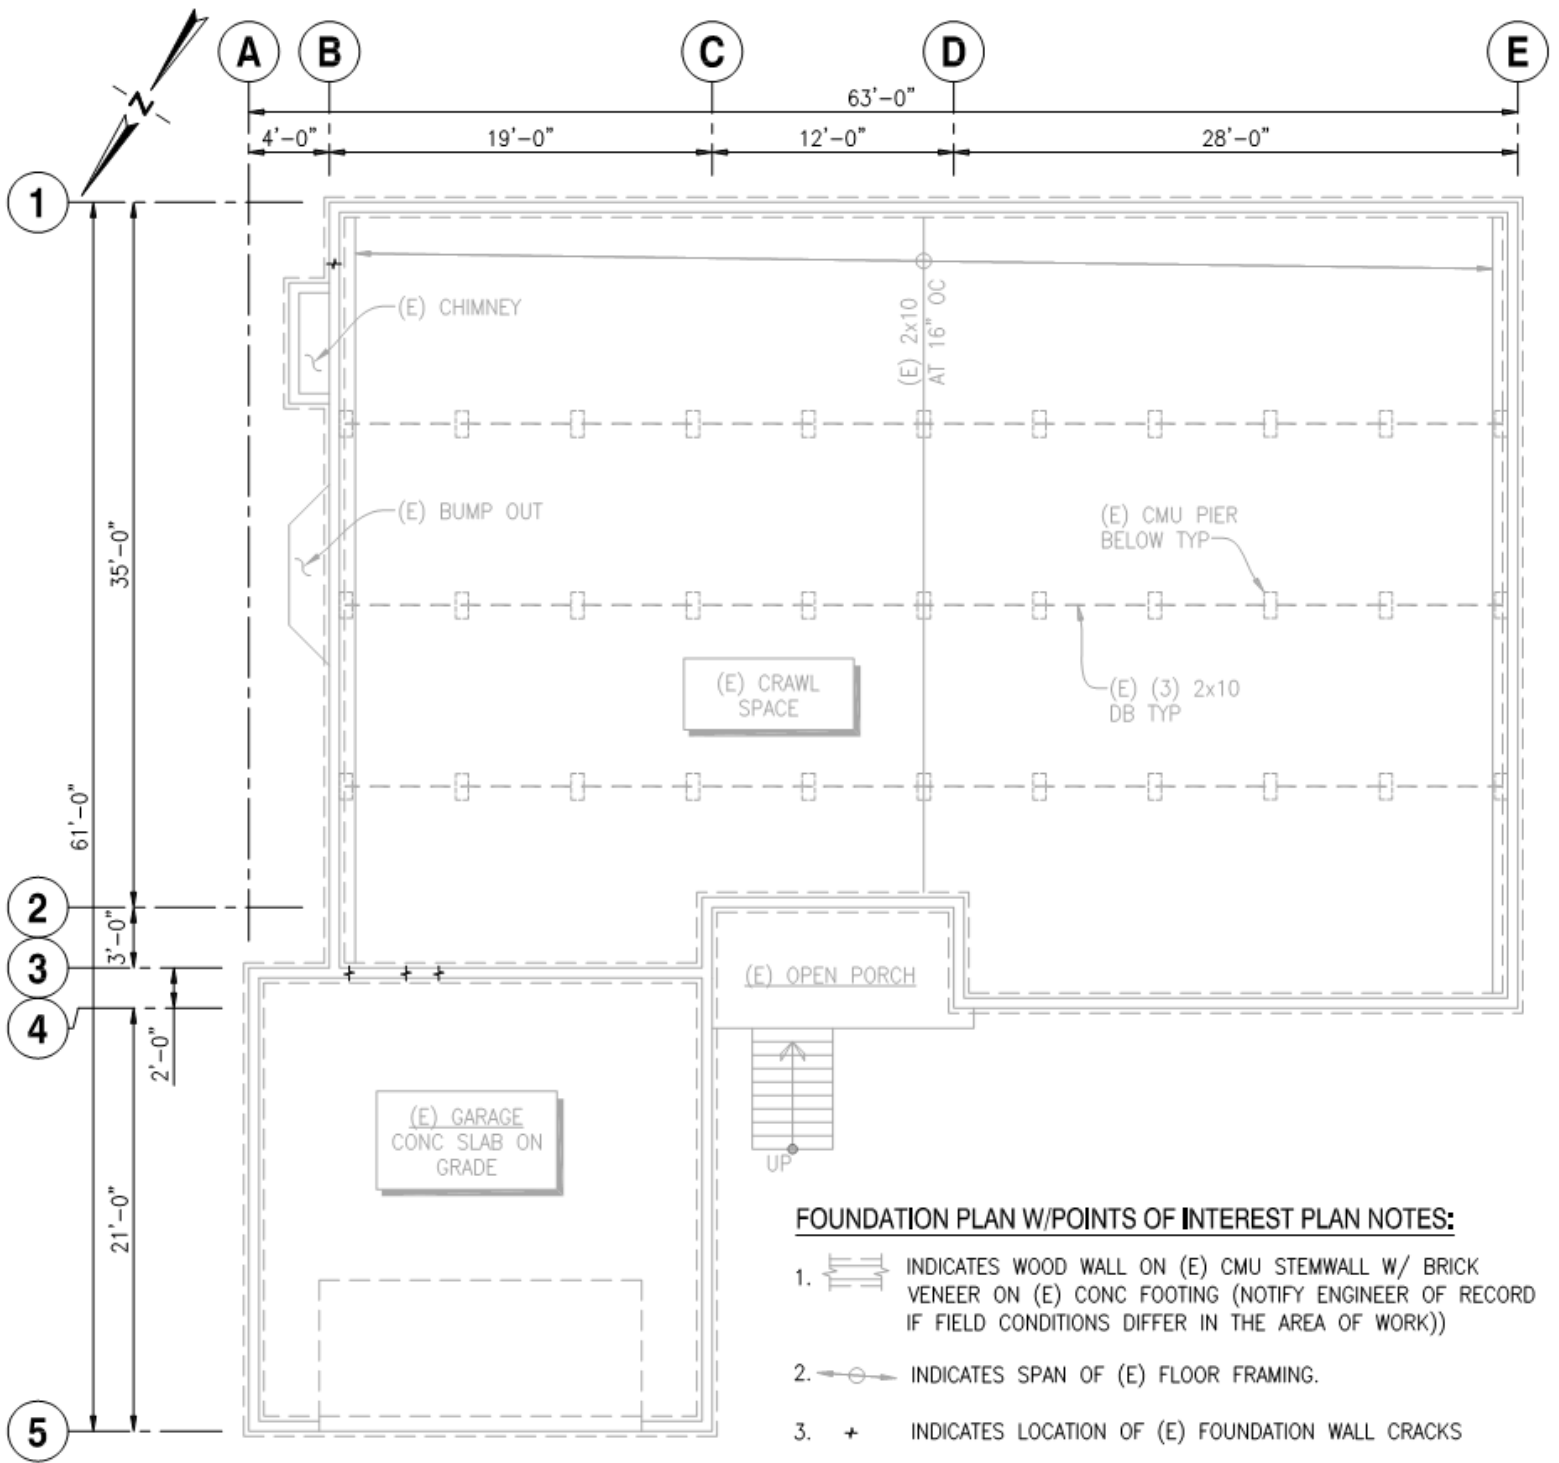 Z
A
B
C
D
E
63'-0"
4'-0"
19'-0"
12'-0"
28'-0"
1
(E) CHIMNEY
(E) 2x10
AT 16" OC
(E) BUMP OUT
(E) CMU PIER
BELOW TYP
35'-0"
(E) CRAWL
SPACE
(E) (3) 2x10
DB TYP
61'-0"
2
3'-0"
3
(E) OPEN PORCH
4
2'-0"
(E) GARAGE
CONC SLAB ON
GRADE
UP
21'-0"
5
FOUNDATION PLAN W/POINTS OF INTEREST PLAN NOTES:
1. INDICATES WOOD WALL ON (E) CMU STEMWALL W/ BRICK
VENEER ON (E) CONC FOOTING (NOTIFY ENGINEER OF RECORD
IF FIELD CONDITIONS DIFFER IN THE AREA OF WORK))
2. INDICATES SPAN OF (E) FLOOR FRAMING.
3. INDICATES LOCATION OF (E) FOUNDATION WALL CRACKS